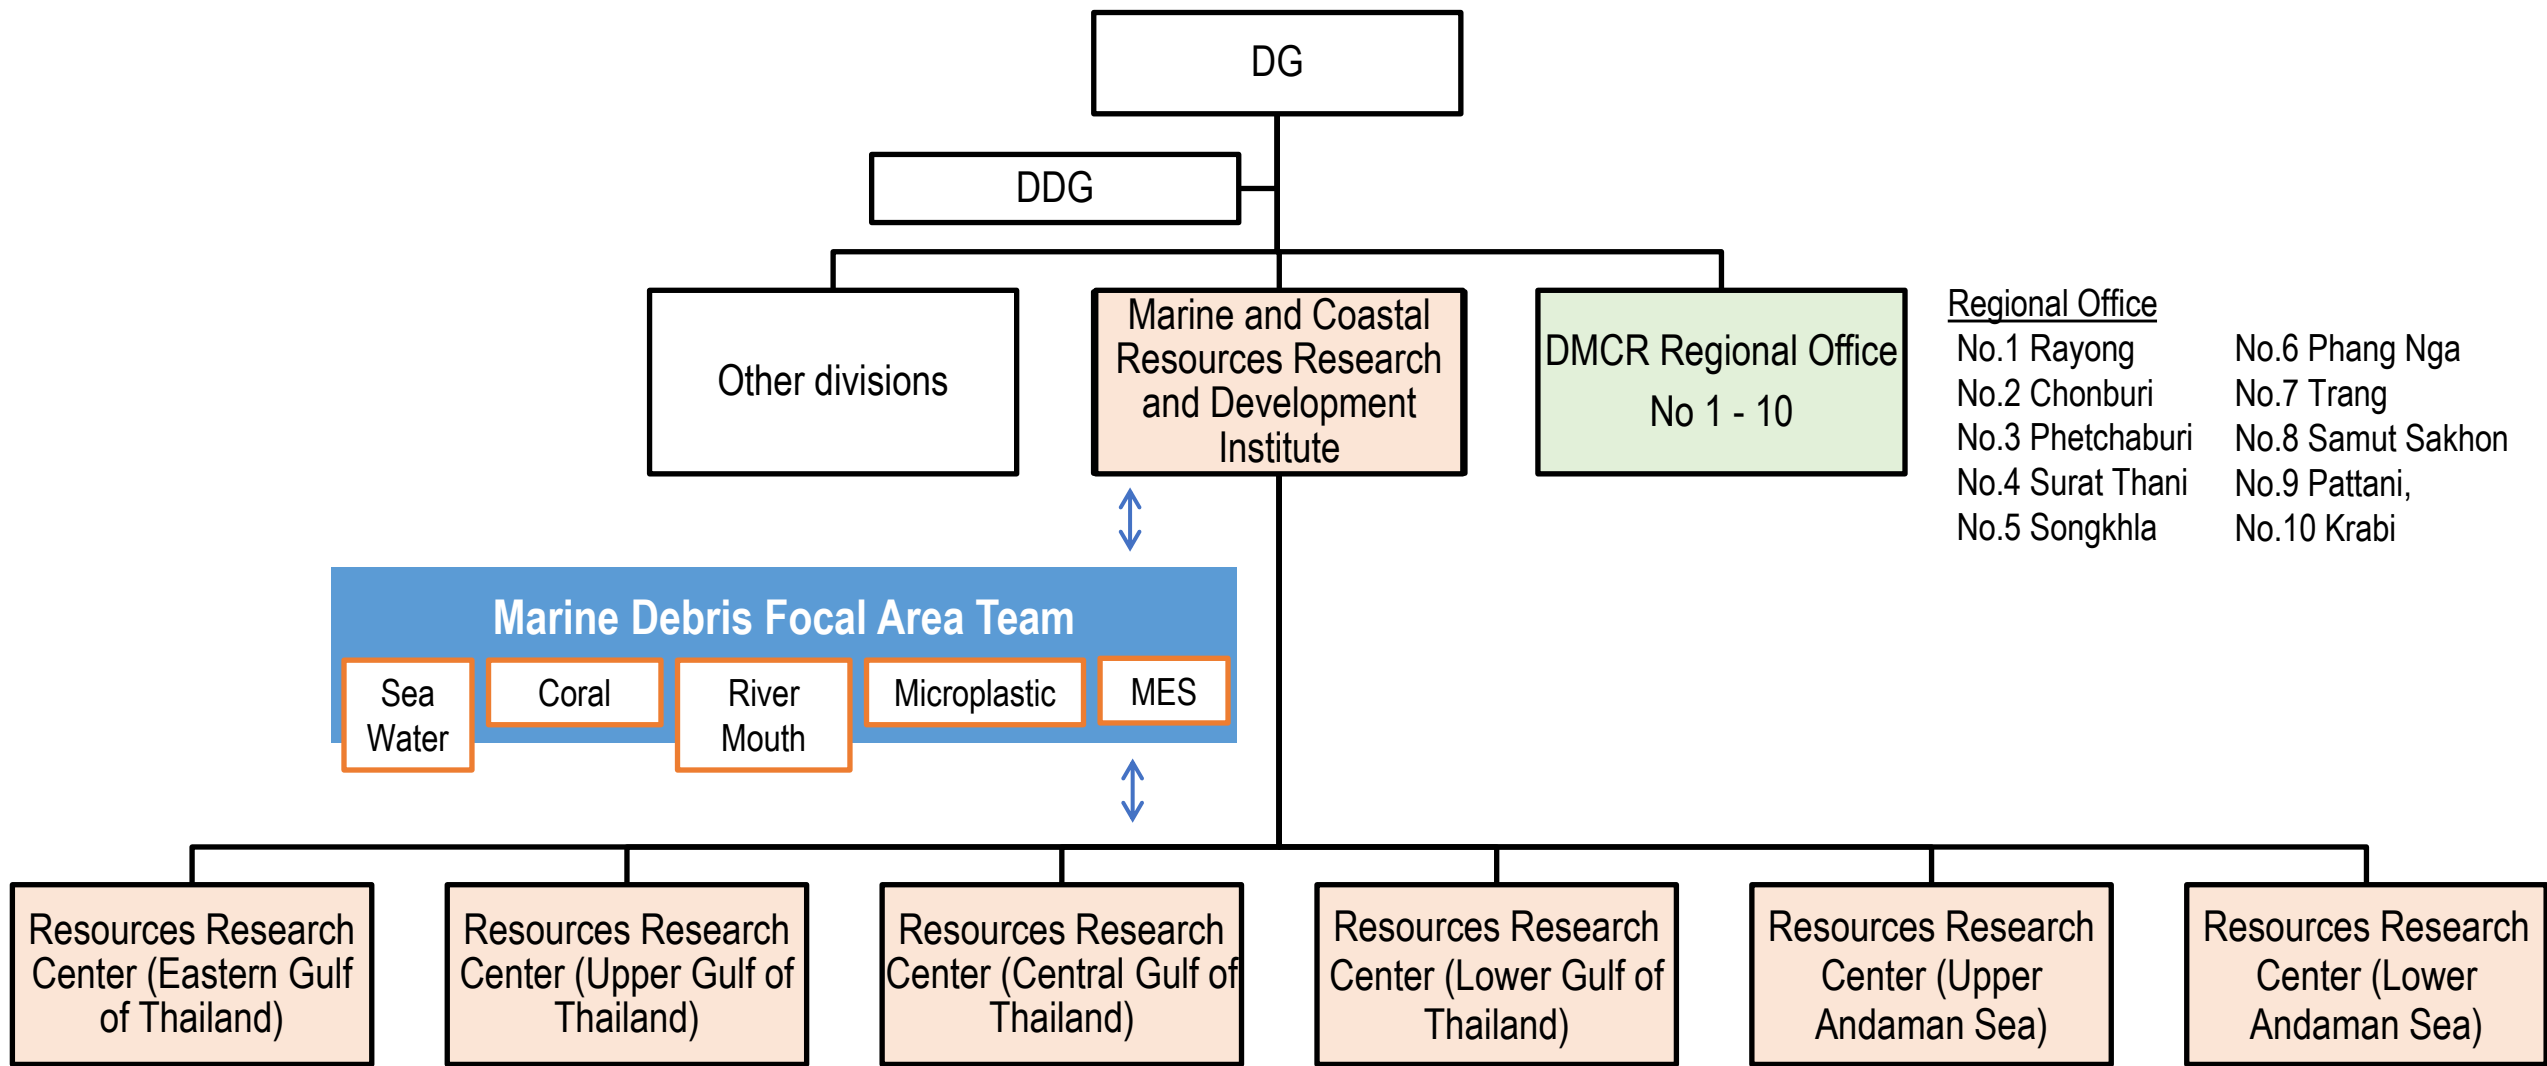 DG
DDG
Other divisions
Marine and Coastal
Resources Research
and Development
Institute
DMCR Regional Office
No 1 - 10
Regional Office
No.1 Rayong
No.2 Chonburi
No.3 Phetchaburi
No.4 Surat Thani
No.5 Songkhla
No.6 Phang Nga
No.7 Trang
No.8 Samut Sakhon
No.9 Pattani,
No.10 Krabi
Marine Debris Focal Area Team
Sea
Water
Coral
River
Mouth
Microplastic
MES
Resources Research
Center (Eastern Gulf
of Thailand)
Resources Research
Center (Upper Gulf of
Thailand)
Resources Research
Center (Central Gulf of
Thailand)
Resources Research
Center (Lower Gulf of
Thailand)
Resources Research
Center (Upper
Andaman Sea)
Resources Research
Center (Lower
Andaman Sea)